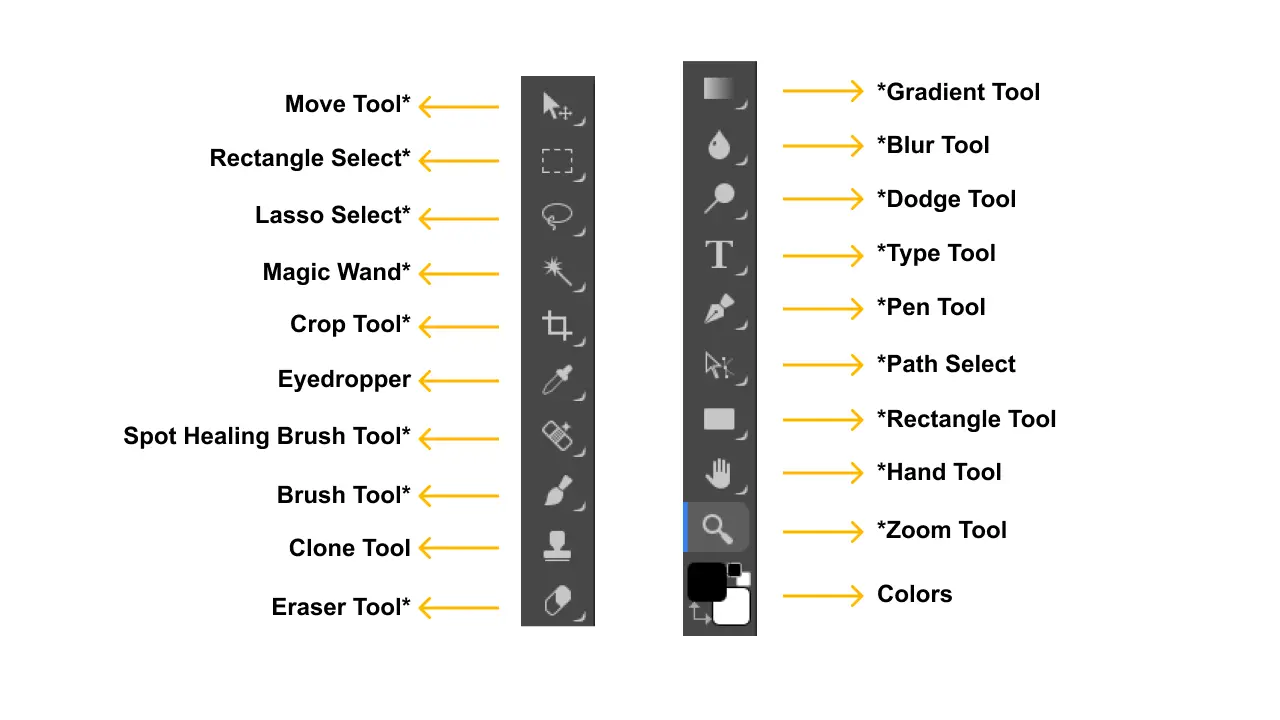 Move Tool*
Rectangle Select*
Lasso Select*
Magic Wand*
Crop Tool*
Eyedropper
Spot Healing Brush Tool*
Brush Tool*
Clone Tool
Eraser Tool*
T
*Gradient Tool
*Blur Tool
*Dodge Tool
*Type Tool
*Pen Tool
*Path Select
*Rectangle Tool
*Hand Tool
*Zoom Tool
Colors